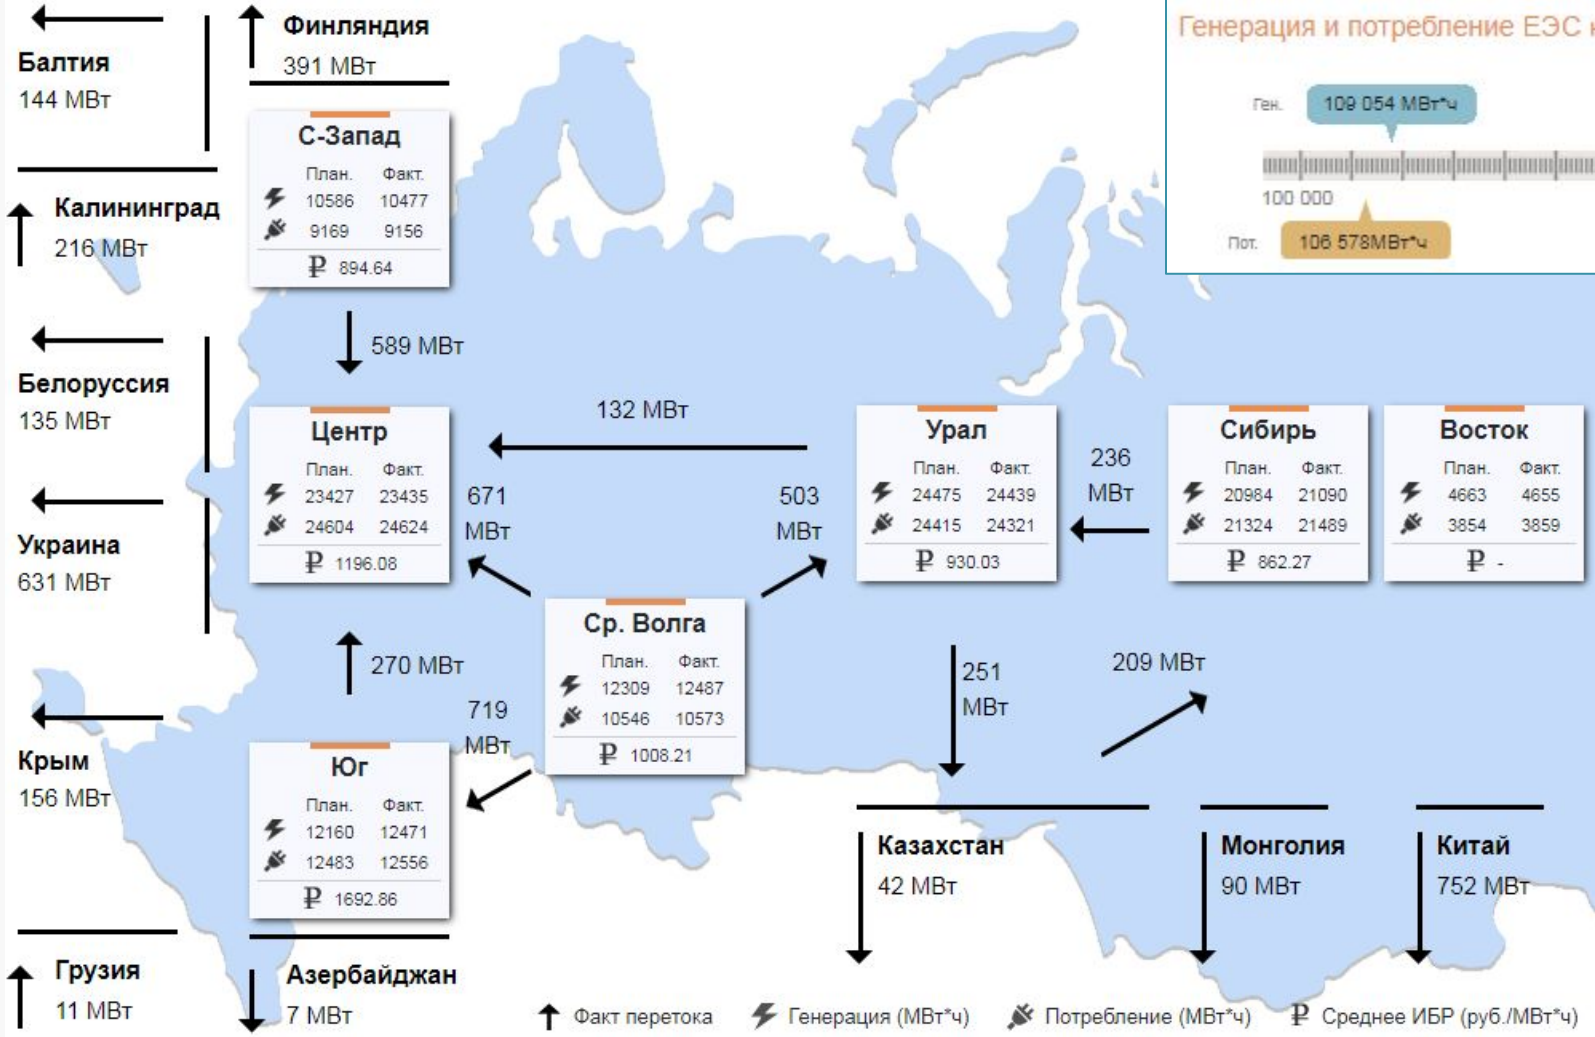 Балтия
144 МВт
Финляндия
391 МВт
Генерация и потребление ЕЭС
Ген.
109 054 МВт*ч
100 000
Пот.
106 578МВт*ч
С-Запад
План. Факт.
10586 10477
9169 9156
₽ 894.64
Калининград
216 МВт
589 МВт
Белоруссия
135 МВт
Центр
План. Факт.
23427 23435
24604 24624
₽ 1196.08
132 МВт
671
МВт
503
МВт
Урал
План. Факт.
24475 24439
24415 24321
₽ 930.03
236
МВт
Сибирь
План. Факт.
20984 21090
21324 21489
₽ 862.27
Восток
План. Факт.
4663 4655
3854 3859
₽ -
Украина
631 МВт
Ср. Волга
План. Факт.
12309 12487
10546 10573
₽ 1008.21
270 МВт
719
МВт
251
МВт
209 МВт
Крым
156 МВт
Юг
План. Факт.
12160 12471
12483 12556
₽ 1692.86
Казахстан
42 МВт
Монголия
90 МВт
Китай
752 МВт
Грузия
11 МВт
Азербайджан
7 МВт
Факт перетока
Генерация (МВт*ч)
Потребление (МВт*ч)
₽ Среднее ИБР (руб./МВт*ч)